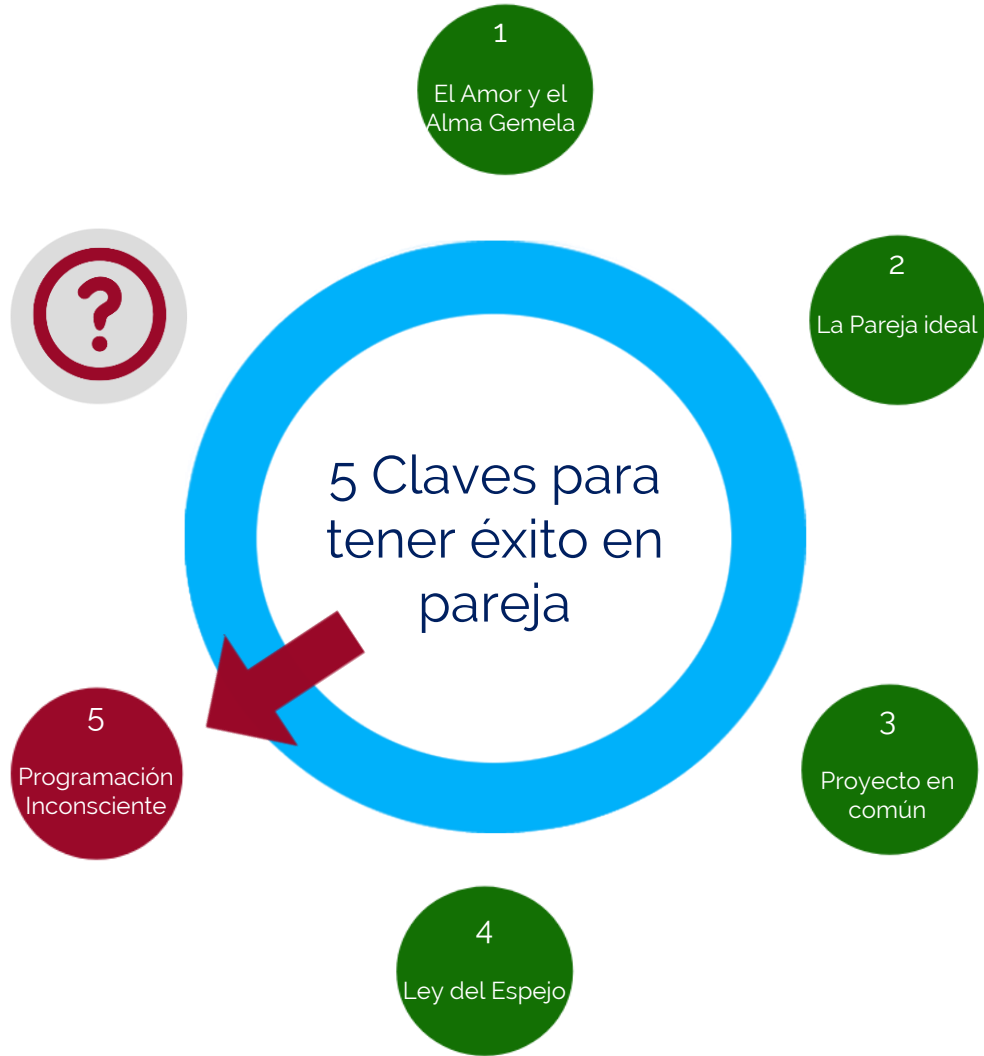 1
El Amor y el
Alma Gemela
2
La Pareja ideal
?
5 Claves para
tener éxito en
pareja
3
Proyecto en
común
5
Programación
Inconsciente
4
Ley del Espejo